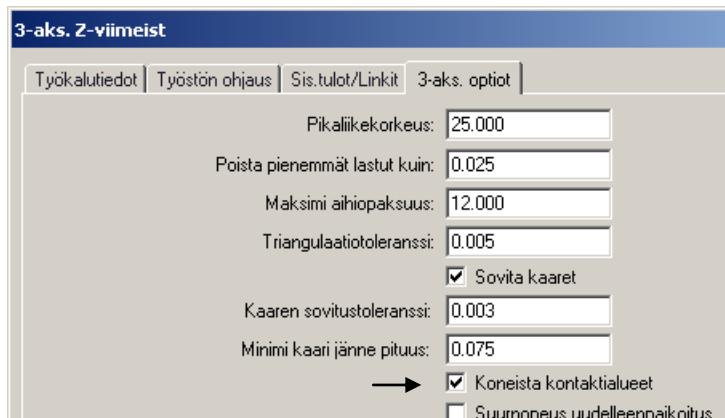 3-aks. Z-viimeist
Työkalutiedot Työstön ohjaus Sis.tulot/Linkit 3-aks. optiot
Pikaliikekorkeus: 25.000
Poista pienemmät lastut kuin: 0.025
Maksimi aihiopaksuus: 12.000
Triangulaatiotoleranssi: 0.005
Sovita kaaret
Kaaren sovitustoleranssi: 0.003
Minimi kaari jänne pituus: 0.075
Koneista kontaktialueet
Suurnopeus uudelleenpaikoitus